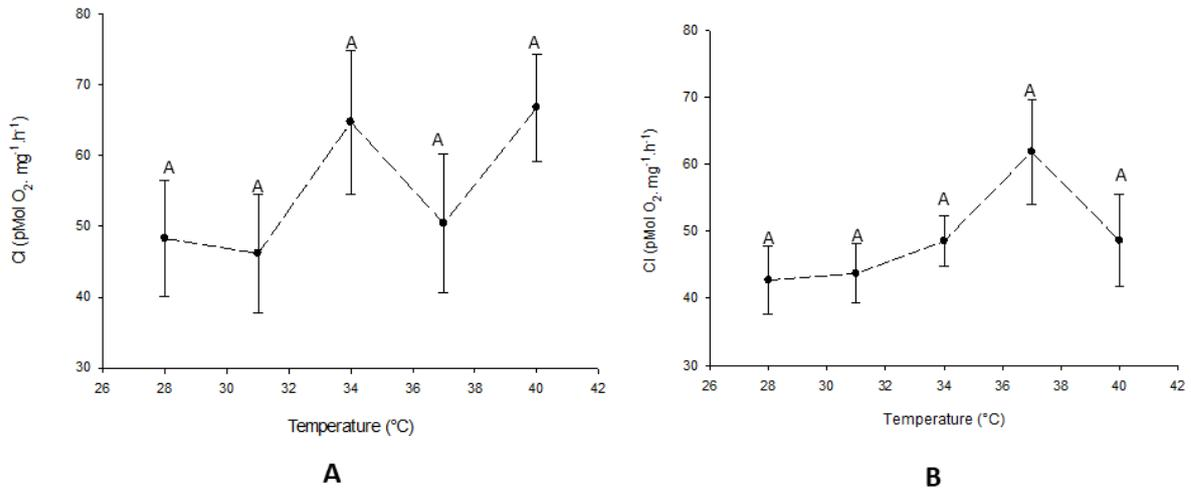 80
70
60
50
40
30
A
A
A
A
A
CI (pMol O₂. mg⁻¹.h⁻¹)
26 28 30 32 34 36 38 40 42
Temperature (°C)
A
80
70
60
50
40
30
A
A
A
A
A
CI (pMol O₂. mg⁻¹.h⁻¹)
26 28 30 32 34 36 38 40 42
Temperature (°C)
B